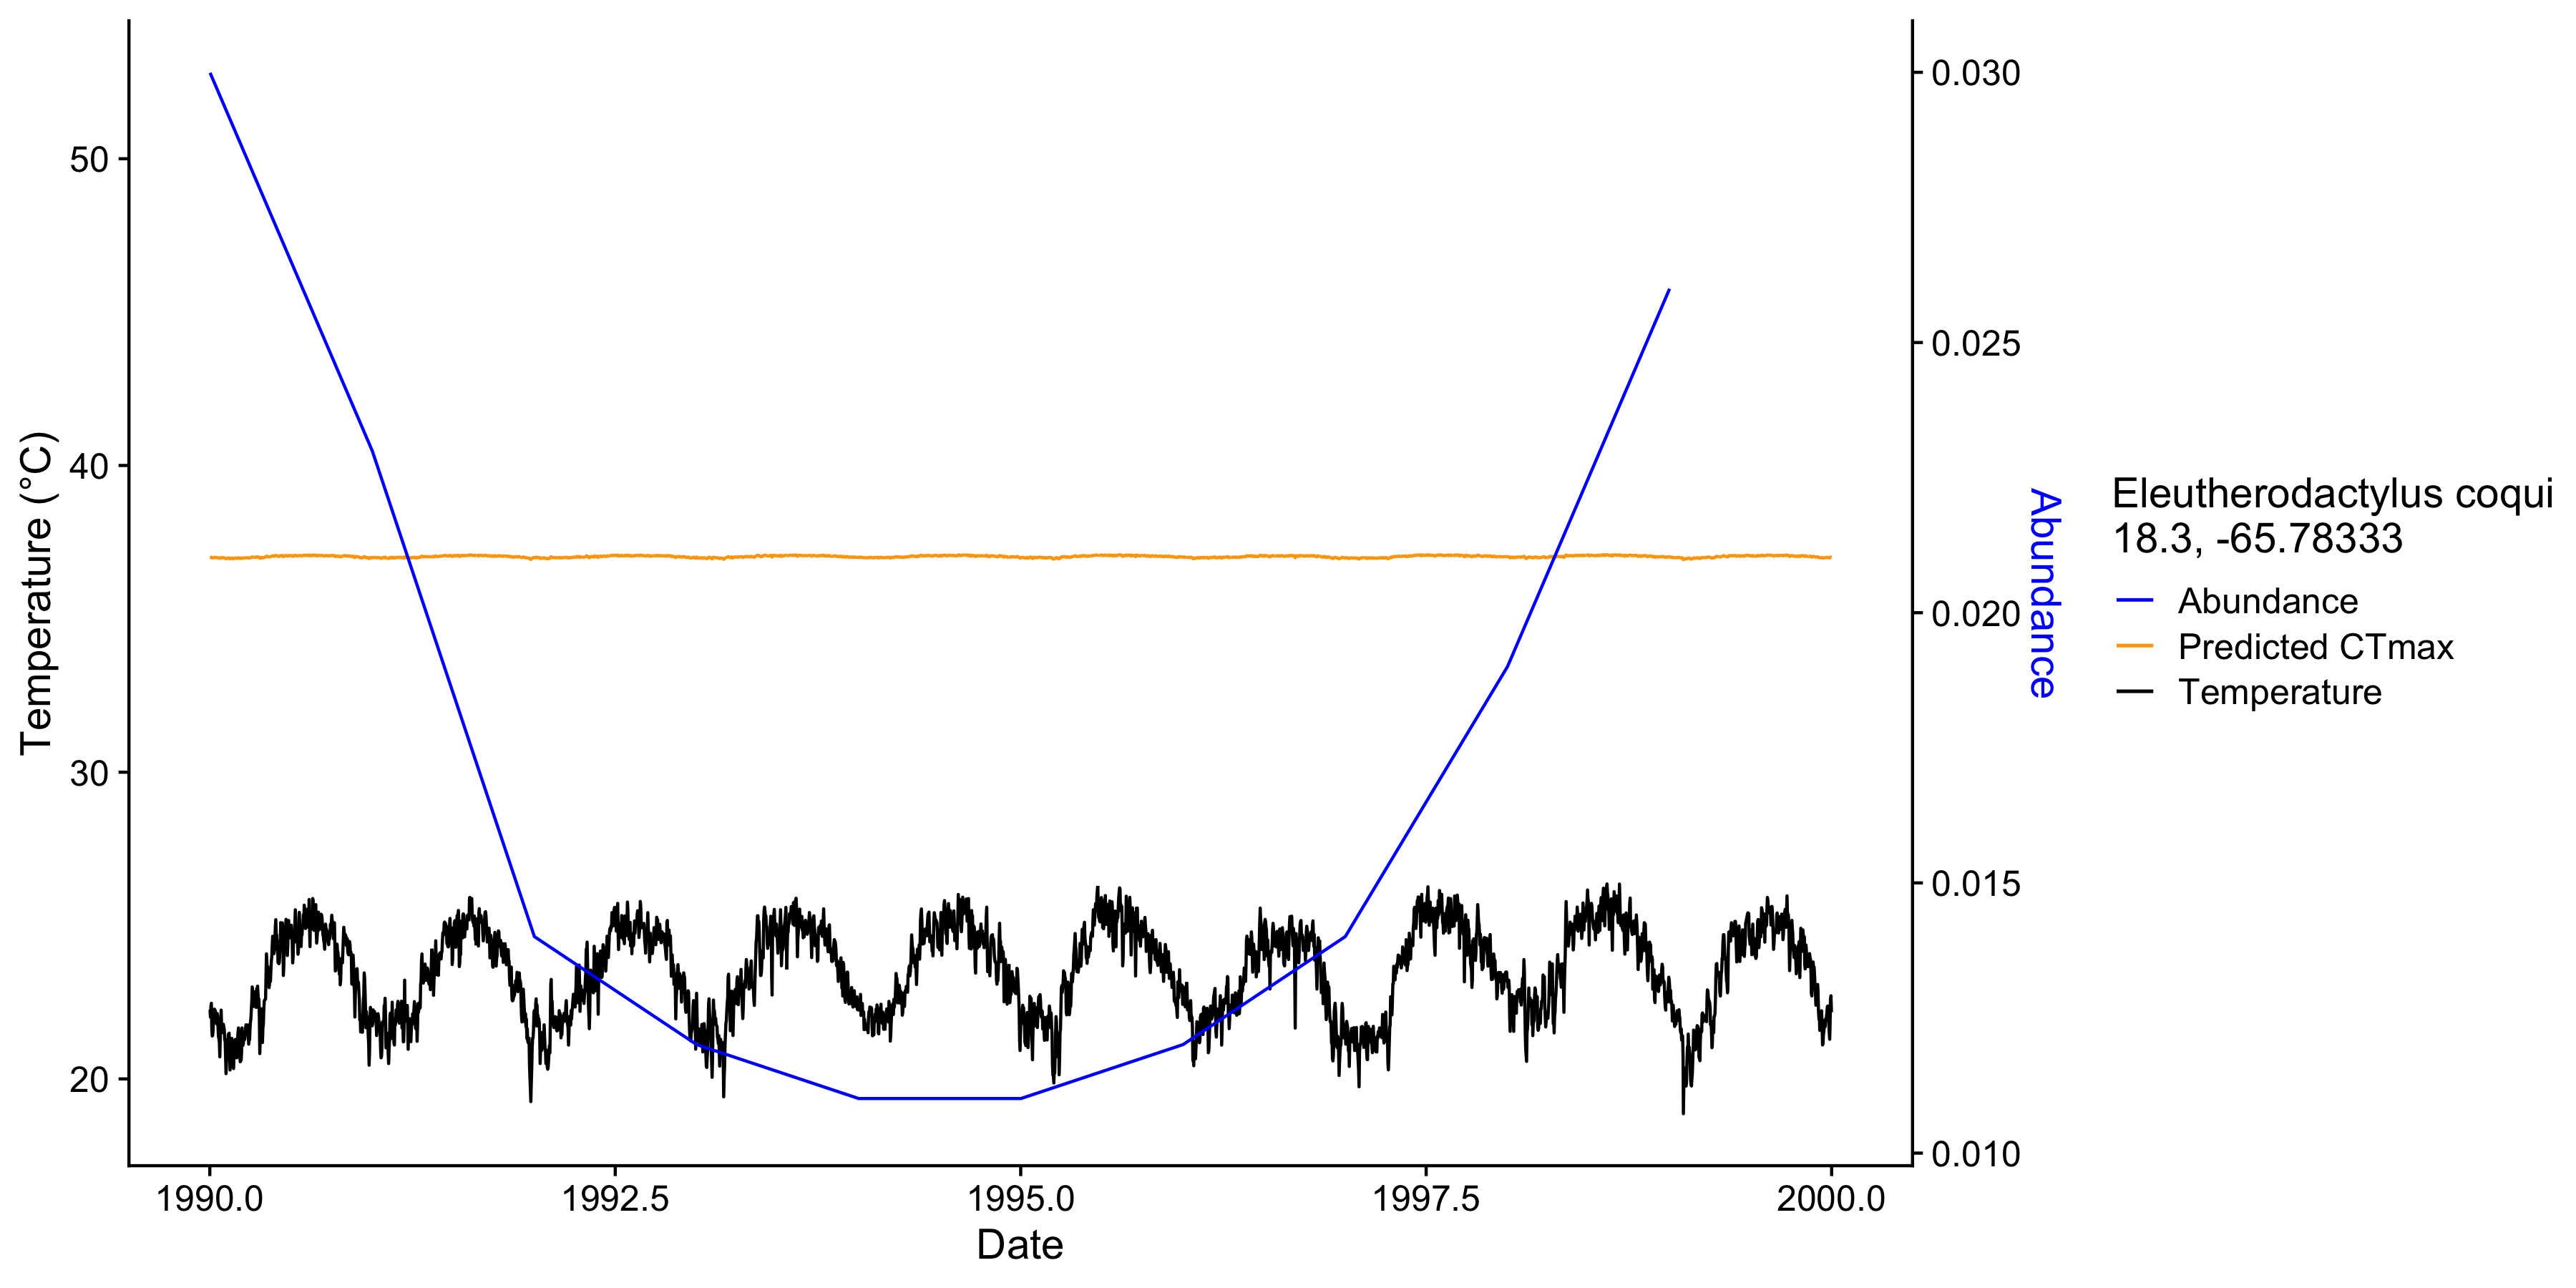 Temperature (°C)
50
40
30
20
1990.0
1992.5
1995.0
1997.5
2000.0
Date
0.030
0.025
0.020
0.015
0.010
Abundance
Eleutherodactylus coqui
18.3, -65.78333
Abundance
Predicted CTmax
Temperature